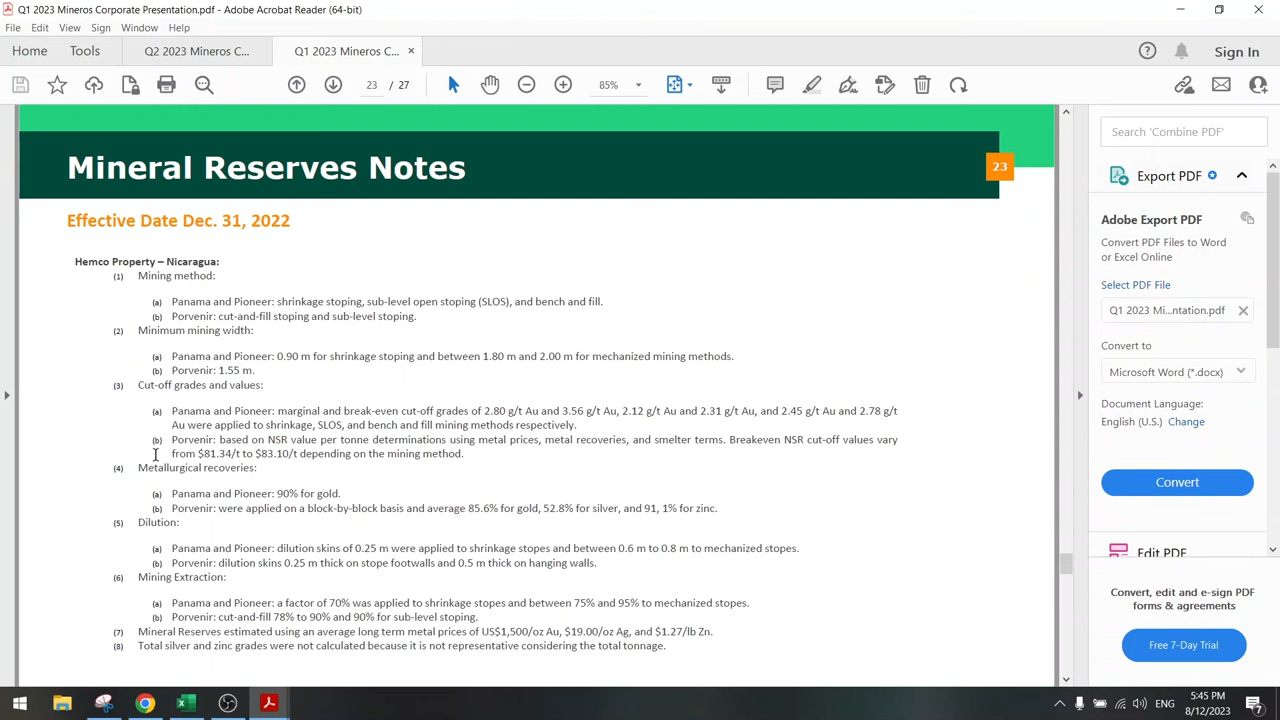 Q1 2023 Mineros Corporate Presentation.pdf - Adobe Acrobat Reader (64-bit)
File Edit View Sign Window Help
Home Tools Q2 2023 Mineros C... Q1 2023 Mineros C... × Sign In
23 / 27 85%
Mineral Reserves Notes
23
Effective Date Dec. 31, 2022
Hemco Property – Nicaragua:
(1) Mining method:
(a) Panama and Pioneer: shrinkage stoping, sub-level open stoping (SLOS), and bench and fill.
(b) Porvenir: cut-and-fill stoping and sub-level stoping.
(2) Minimum mining width:
(a) Panama and Pioneer: 0.90 m for shrinkage stoping and between 1.80 m and 2.00 m for mechanized mining methods.
(b) Porvenir: 1.55 m.
(3) Cut-off grades and values:
(a) Panama and Pioneer: marginal and break-even cut-off grades of 2.80 g/t Au and 3.56 g/t Au, 2.12 g/t Au and 2.31 g/t Au, and 2.45 g/t Au and 2.78 g/t
Au were applied to shrinkage, SLOS, and bench and fill mining methods respectively.
(b) Porvenir: based on NSR value per tonne determinations using metal prices, metal recoveries, and smelter terms. Breakeven NSR cut-off values vary
from $81.34/t to $83.10/t depending on the mining method.
(4) Metallurgical recoveries:
(a) Panama and Pioneer: 90% for gold.
(b) Porvenir: were applied on a block-by-block basis and average 85.6% for gold, 52.8% for silver, and 91, 1% for zinc.
(5) Dilution:
(a) Panama and Pioneer: dilution skins of 0.25 m were applied to shrinkage stopes and between 0.6 m to 0.8 m to mechanized stopes.
(b) Porvenir: dilution skins 0.25 m thick on stope footwalls and 0.5 m thick on hanging walls.
(6) Mining Extraction:
(a) Panama and Pioneer: a factor of 70% was applied to shrinkage stopes and between 75% and 95% to mechanized stopes.
(b) Porvenir: cut-and-fill 78% to 90% and 90% for sub-level stoping.
(7) Mineral Reserves estimated using an average long term metal prices of US$1,500/oz Au, $19.00/oz Ag, and $1.27/lb Zn.
(8) Total silver and zinc grades were not calculated because it is not representative considering the total tonnage.
Search 'Combine PDF'
Export PDF
Adobe Export PDF
Convert PDF Files to Word
or Excel Online
Select PDF File
Q1 2023 Mi...ntation.pdf
Convert to
Microsoft Word (*.docx)
Document Language:
English (U.S.) Change
Convert
Edit PDF
Convert, edit and e-sign PDF
forms & agreements
Free 7-Day Trial
ENG
5:45 PM
8/12/2023
7